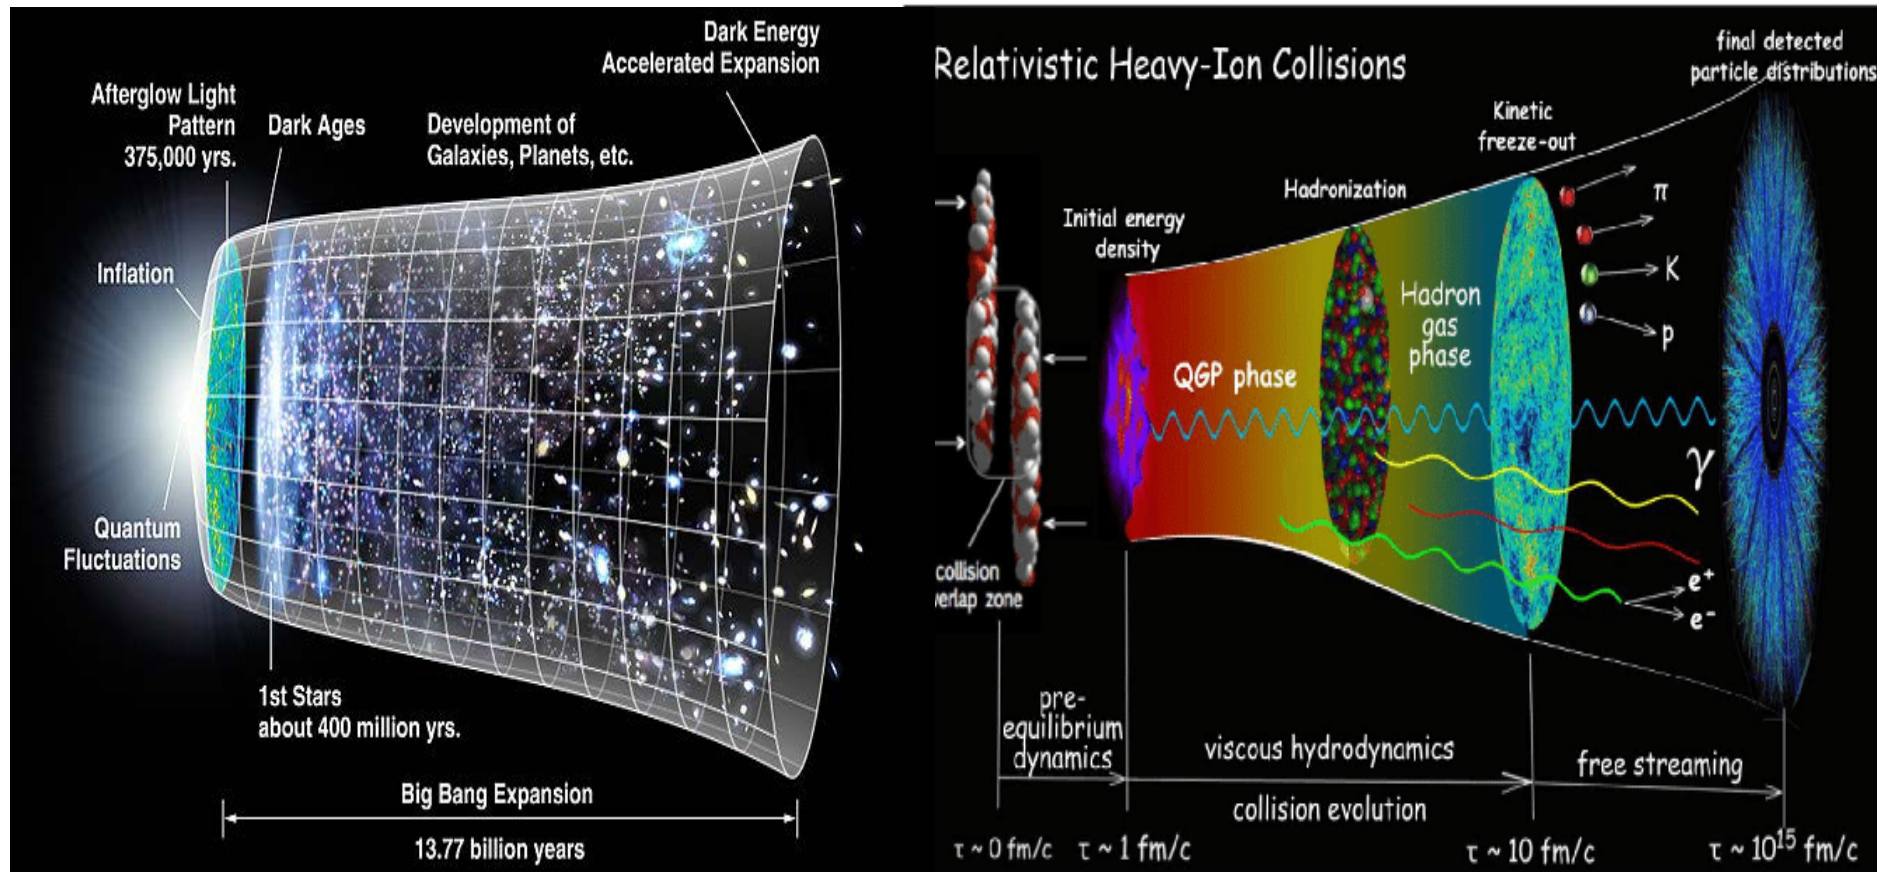 Dark Energy
Accelerated Expansion
Afterglow Light
Pattern
375,000 yrs.
Dark Ages
Development of
Galaxies, Planets, etc.
Inflation
Quantum
Fluctuations
1st Stars
about 400 million yrs.
Big Bang Expansion
13.77 billion years
Relativistic Heavy-Ion Collisions
final detected
particle distributions
Kinetic
freeze-out
Hadronization
Initial energy
density
π
K
p
QGP phase
Hadron
gas
phase
γ
e⁺
e⁻
collision
verlap zone
pre-
equilibrium
dynamics
viscous hydrodynamics
free streaming
collision evolution
τ ~ 0 fm/c
τ ~ 1 fm/c
τ ~ 10 fm/c
τ ~ 10¹⁵ fm/c